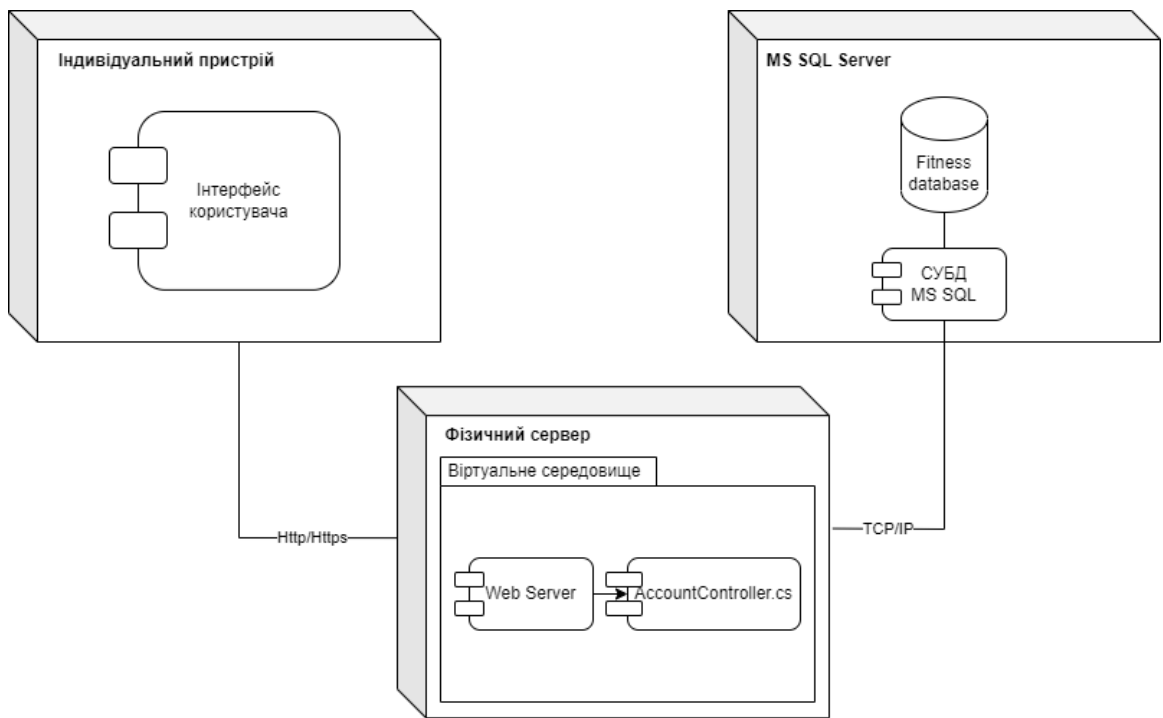 Індивідуальний пристрій
Інтерфейс
користувача
MS SQL Server
Fitness
database
СУБД
MS SQL
Фізичний сервер
Віртуальне середовище
Http/Https
TCP/IP
Web Server
AccountController.cs